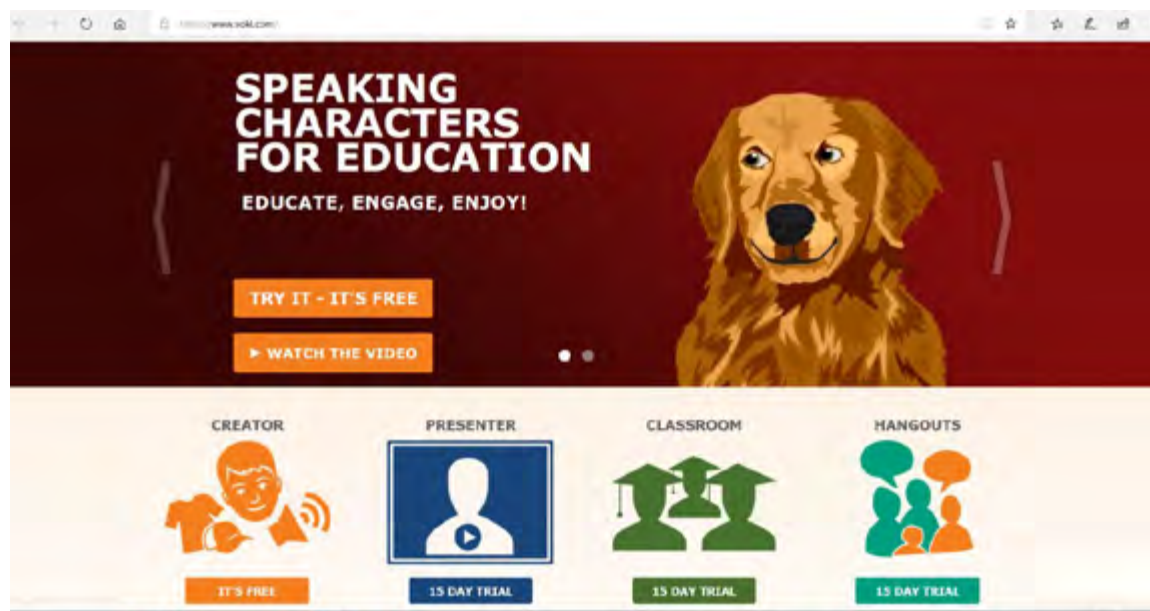 www.voki.com
SPEAKING
CHARACTERS
FOR EDUCATION
EDUCATE, ENGAGE, ENJOY!
TRY IT - IT'S FREE
WATCH THE VIDEO
CREATOR
PRESENTER
CLASSROOM
HANGOUTS
IT'S FREE
15 DAY TRIAL
15 DAY TRIAL
15 DAY TRIAL